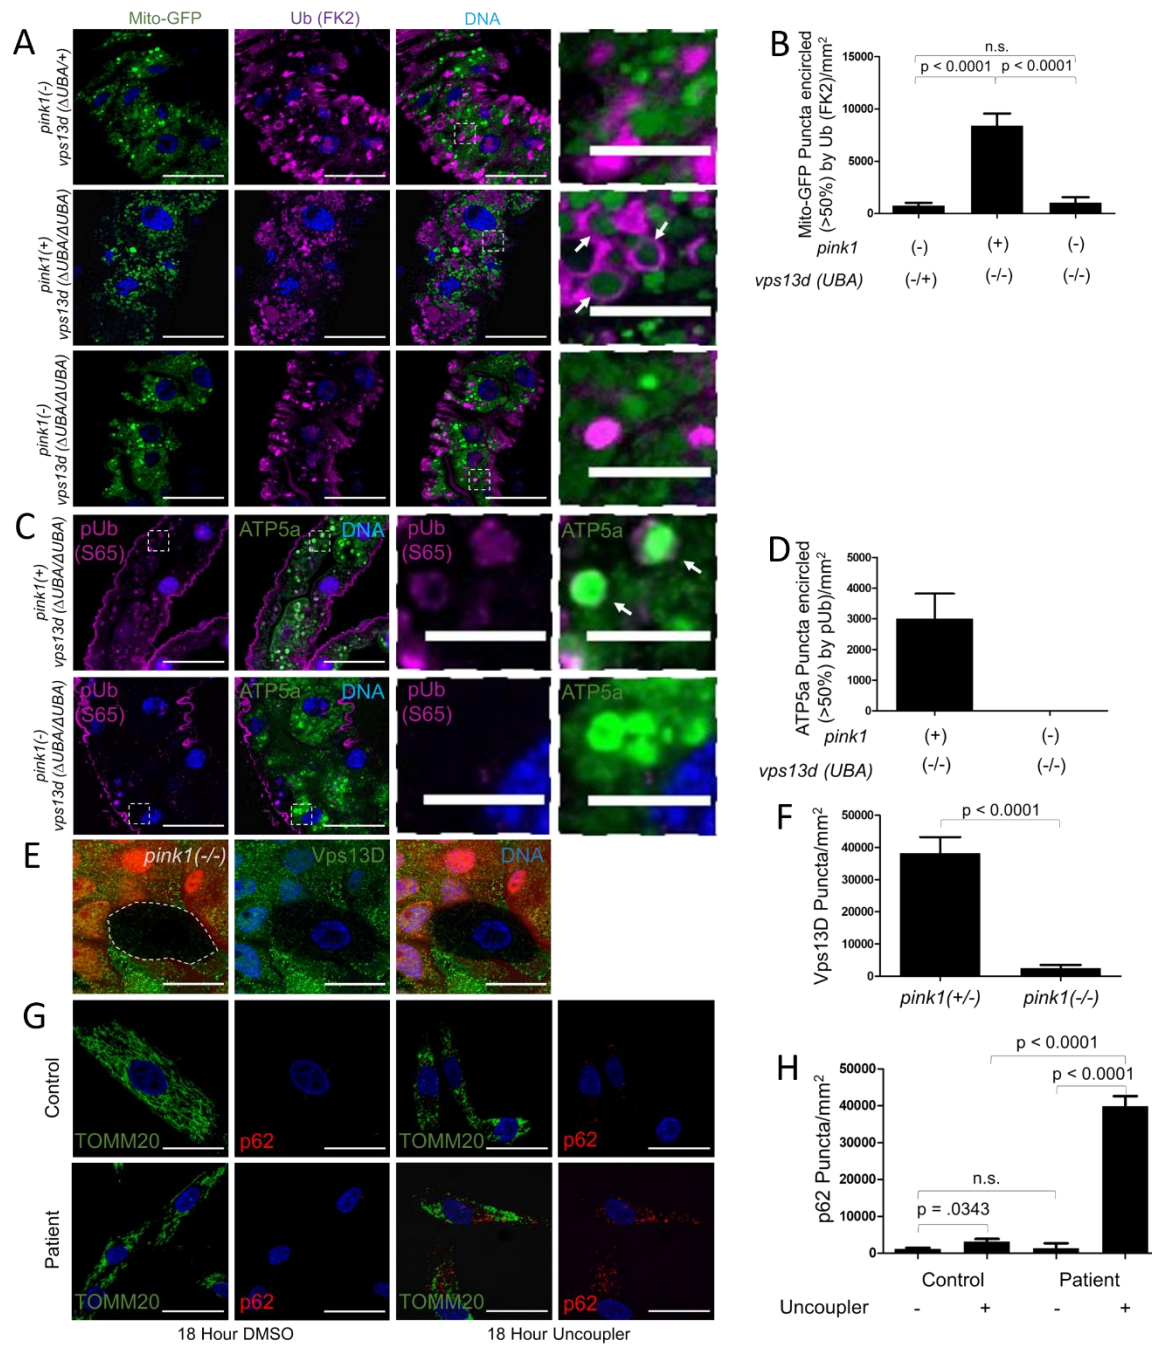 Mito-GFP
Ub (FK2)
DNA
A
pink1(-)
vps13d (ΔUBA/+)
pink1(+)
vps13d (ΔUBA/ΔUBA)
pink1(-)
vps13d (ΔUBA/ΔUBA)
B
Mito-GFP Puncta encircled
(>50%) by Ub (FK2)/mm²
15000
10000
5000
0
n.s.
p < 0.0001
p < 0.0001
pink1
(-)
(+)
(-)
vps13d (UBA)
(-/+)
(-/-)
(-/-)
C
pink1(+)
vps13d (ΔUBA/ΔUBA)
pUb
(S65)
ATP5a
DNA
pUb
(S65)
ATP5a
pink1(-)
vps13d (ΔUBA/ΔUBA)
pUb
(S65)
ATP5a
DNA
pUb
(S65)
ATP5a
D
ATP5a Puncta encircled
(>50%) by pUb)/mm²
5000
4000
3000
2000
1000
0
pink1
(+)
(-)
vps13d (UBA)
(-/-)
(-/-)
E
pink1(-/-)
Vps13D
DNA
F
Vps13D Puncta/mm²
50000
40000
30000
20000
10000
0
p < 0.0001
pink1(+/-)
pink1(-/-)
G
Control
TOMM20
p62
TOMM20
p62
Patient
TOMM20
p62
TOMM20
p62
18 Hour DMSO
18 Hour Uncoupler
H
p62 Puncta/mm²
50000
40000
30000
20000
10000
0
p < 0.0001
p < 0.0001
n.s.
p = .0343
Control
Patient
Uncoupler
-
+
-
+